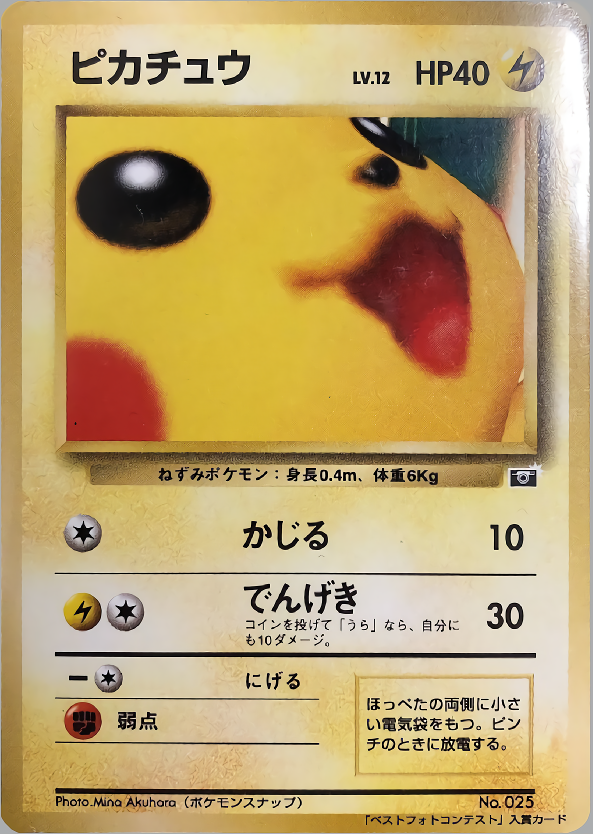 ピカチュウ LV.12 HP40
ねずみポケモン：身長0.4m、体重6Kg
かじる 10
でんげき 30
コインを投げて「うら」なら、自分に
も10ダメージ。
にげる
弱点
ほっぺたの両側に小さ
い電気袋をもつ。ピン
チのときに放電する。
Photo.Mina Akuhara（ポケモンスナップ） No. 025
「ベストフォトコンテスト」入賞カード